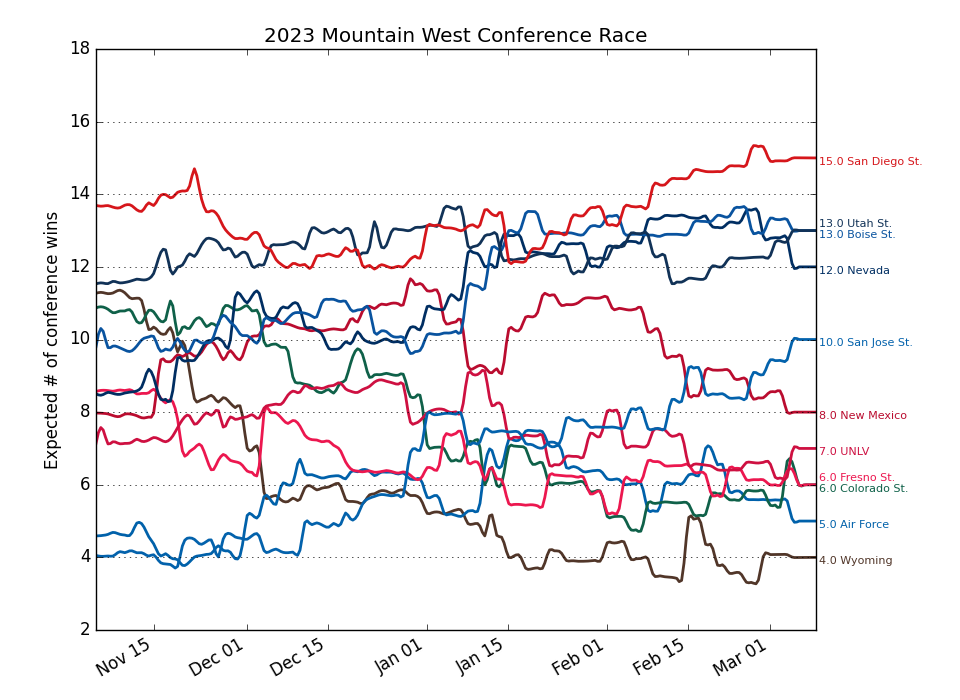 2023 Mountain West Conference Race
Expected # of conference wins
18
16
14
12
10
8
6
4
2
15.0 San Diego St.
13.0 Utah St.
13.0 Boise St.
12.0 Nevada
10.0 San Jose St.
8.0 New Mexico
7.0 UNLV
6.0 Fresno St.
6.0 Colorado St.
5.0 Air Force
4.0 Wyoming
Nov 15
Dec 01
Dec 15
Jan 01
Jan 15
Feb 01
Feb 15
Mar 01